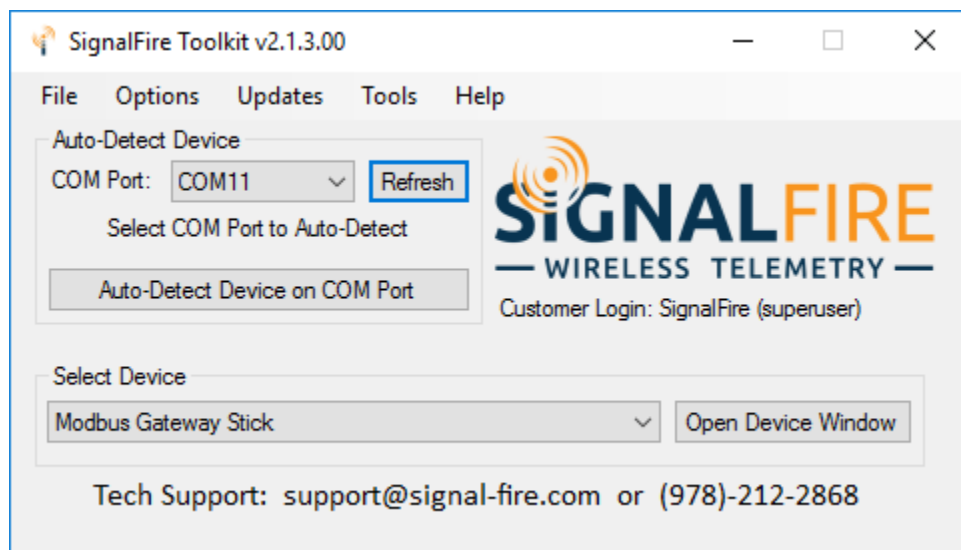 SignalFire Toolkit v2.1.3.00
File Options Updates Tools Help
Auto-Detect Device
COM Port: COM11 Refresh
Select COM Port to Auto-Detect
Auto-Detect Device on COM Port
SIGNALFIRE
WIRELESS TELEMETRY
Customer Login: SignalFire (superuser)
Select Device
Modbus Gateway Stick Open Device Window
Tech Support: support@signal-fire.com or (978)-212-2868